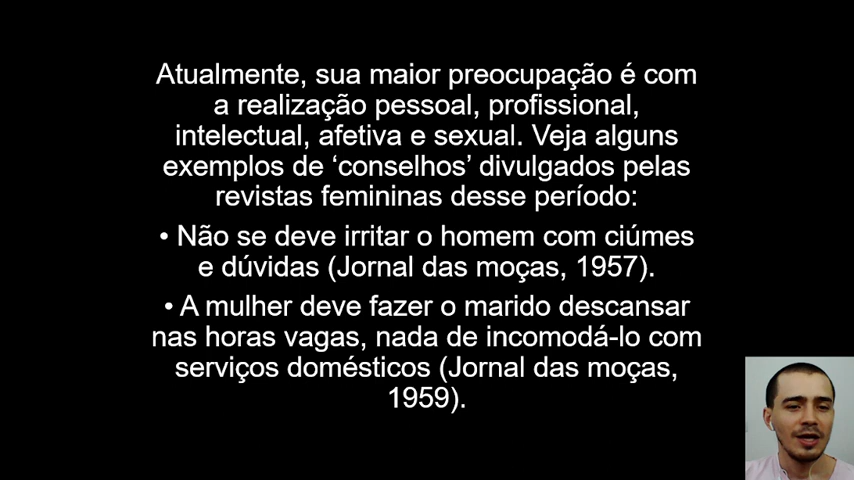 Atualmente, sua maior preocupação é com
a realização pessoal, profissional,
intelectual, afetiva e sexual. Veja alguns
exemplos de ‘conselhos’ divulgados pelas
revistas femininas desse período:
• Não se deve irritar o homem com ciúmes
e dúvidas (Jornal das moças, 1957).
• A mulher deve fazer o marido descansar
nas horas vagas, nada de incomodá-lo com
serviços domésticos (Jornal das moças,
1959).